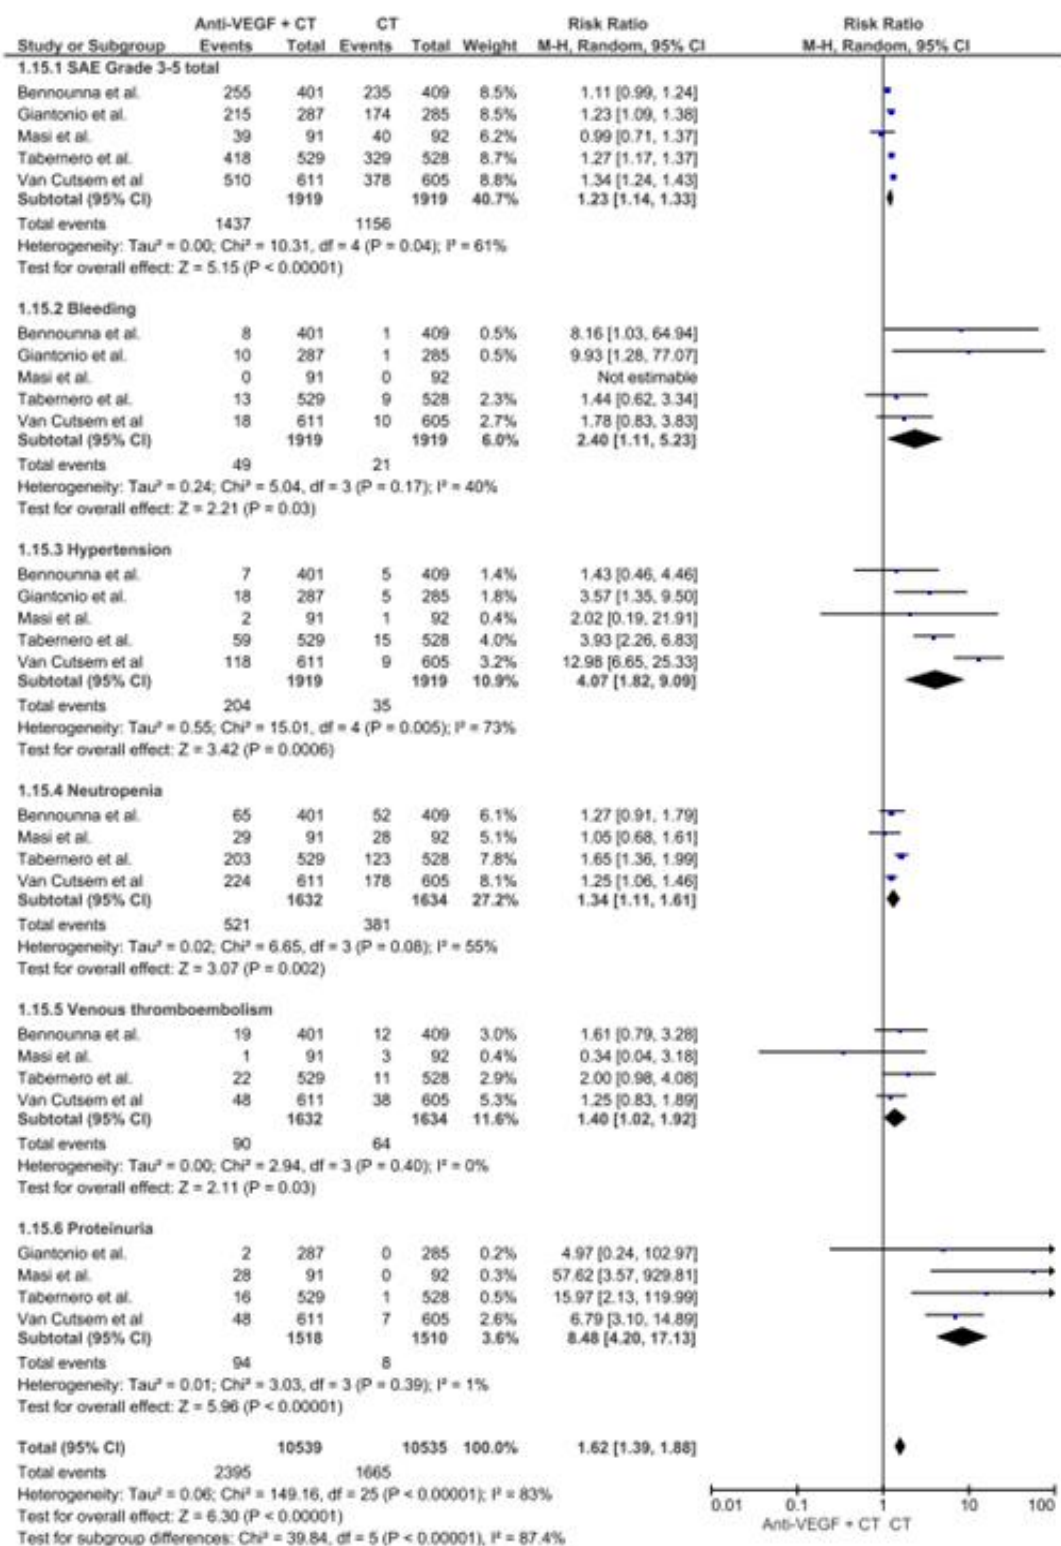 Anti-VEGF + CT CT Risk Ratio Risk Ratio
Study or Subgroup Events Total Events Total Weight M-H, Random, 95% CI M-H, Random, 95% CI
1.15.1 SAE Grade 3-5 total
Bennounna et al. 255 401 235 409 8.5% 1.11 [0.99, 1.24]
Giantonio et al. 215 287 174 285 8.5% 1.23 [1.09, 1.38]
Masi et al. 39 91 40 92 6.2% 0.99 [0.71, 1.37]
Tabernero et al. 418 529 329 528 8.7% 1.27 [1.17, 1.37]
Van Cutsem et al 510 611 378 605 8.8% 1.34 [1.24, 1.43]
Subtotal (95% CI) 1919 1919 40.7% 1.23 [1.14, 1.33]
Total events 1437 1156
Heterogeneity: Tau² = 0.00; Chi² = 10.31, df = 4 (P = 0.04); I² = 61%
Test for overall effect: Z = 5.15 (P < 0.00001)
1.15.2 Bleeding
Bennounna et al. 8 401 1 409 0.5% 8.16 [1.03, 64.94]
Giantonio et al. 10 287 1 285 0.5% 9.93 [1.28, 77.07]
Masi et al. 0 91 0 92 Not estimable
Tabernero et al. 13 529 9 528 2.3% 1.44 [0.62, 3.34]
Van Cutsem et al 18 611 10 605 2.7% 1.78 [0.83, 3.83]
Subtotal (95% CI) 1919 1919 6.0% 2.40 [1.11, 5.23]
Total events 49 21
Heterogeneity: Tau² = 0.24; Chi² = 5.04, df = 3 (P = 0.17); I² = 40%
Test for overall effect: Z = 2.21 (P = 0.03)
1.15.3 Hypertension
Bennounna et al. 7 401 5 409 1.4% 1.43 [0.46, 4.46]
Giantonio et al. 18 287 5 285 1.8% 3.57 [1.35, 9.50]
Masi et al. 2 91 1 92 0.4% 2.02 [0.19, 21.91]
Tabernero et al. 59 529 15 528 4.0% 3.93 [2.26, 6.83]
Van Cutsem et al 118 611 9 605 3.2% 12.98 [6.65, 25.33]
Subtotal (95% CI) 1919 1919 10.9% 4.07 [1.82, 9.09]
Total events 204 35
Heterogeneity: Tau² = 0.55; Chi² = 15.01, df = 4 (P = 0.005); I² = 73%
Test for overall effect: Z = 3.42 (P = 0.0006)
1.15.4 Neutropenia
Bennounna et al. 65 401 52 409 6.1% 1.27 [0.91, 1.79]
Masi et al. 29 91 28 92 5.1% 1.05 [0.68, 1.61]
Tabernero et al. 203 529 123 528 7.8% 1.65 [1.36, 1.99]
Van Cutsem et al 224 611 178 605 8.1% 1.25 [1.06, 1.46]
Subtotal (95% CI) 1632 1634 27.2% 1.34 [1.11, 1.61]
Total events 521 381
Heterogeneity: Tau² = 0.02; Chi² = 6.65, df = 3 (P = 0.08); I² = 55%
Test for overall effect: Z = 3.07 (P = 0.002)
1.15.5 Venous thromboembolism
Bennounna et al. 19 401 12 409 3.0% 1.61 [0.79, 3.28]
Masi et al. 1 91 3 92 0.4% 0.34 [0.04, 3.18]
Tabernero et al. 22 529 11 528 2.9% 2.00 [0.98, 4.08]
Van Cutsem et al 48 611 38 605 5.3% 1.25 [0.83, 1.89]
Subtotal (95% CI) 1632 1634 11.6% 1.40 [1.02, 1.92]
Total events 90 64
Heterogeneity: Tau² = 0.00; Chi² = 2.94, df = 3 (P = 0.40); I² = 0%
Test for overall effect: Z = 2.11 (P = 0.03)
1.15.6 Proteinuria
Giantonio et al. 2 287 0 285 0.2% 4.97 [0.24, 102.97]
Masi et al. 28 91 0 92 0.3% 57.62 [3.57, 929.81]
Tabernero et al. 16 529 1 528 0.5% 15.97 [2.13, 119.99]
Van Cutsem et al 48 611 7 605 2.6% 6.79 [3.10, 14.89]
Subtotal (95% CI) 1518 1510 3.6% 8.48 [4.20, 17.13]
Total events 94 8
Heterogeneity: Tau² = 0.01; Chi² = 3.03, df = 3 (P = 0.39); I² = 1%
Test for overall effect: Z = 5.96 (P < 0.00001)
Total (95% CI) 10539 10535 100.0% 1.62 [1.39, 1.88]
Total events 2395 1665
Heterogeneity: Tau² = 0.06; Chi² = 149.16, df = 25 (P < 0.00001); I² = 83%
Test for overall effect: Z = 6.30 (P < 0.00001)
Test for subgroup differences: Chi² = 39.84, df = 5 (P < 0.00001), I² = 87.4%
0.01 0.1 1 10 100
Anti-VEGF + CT CT